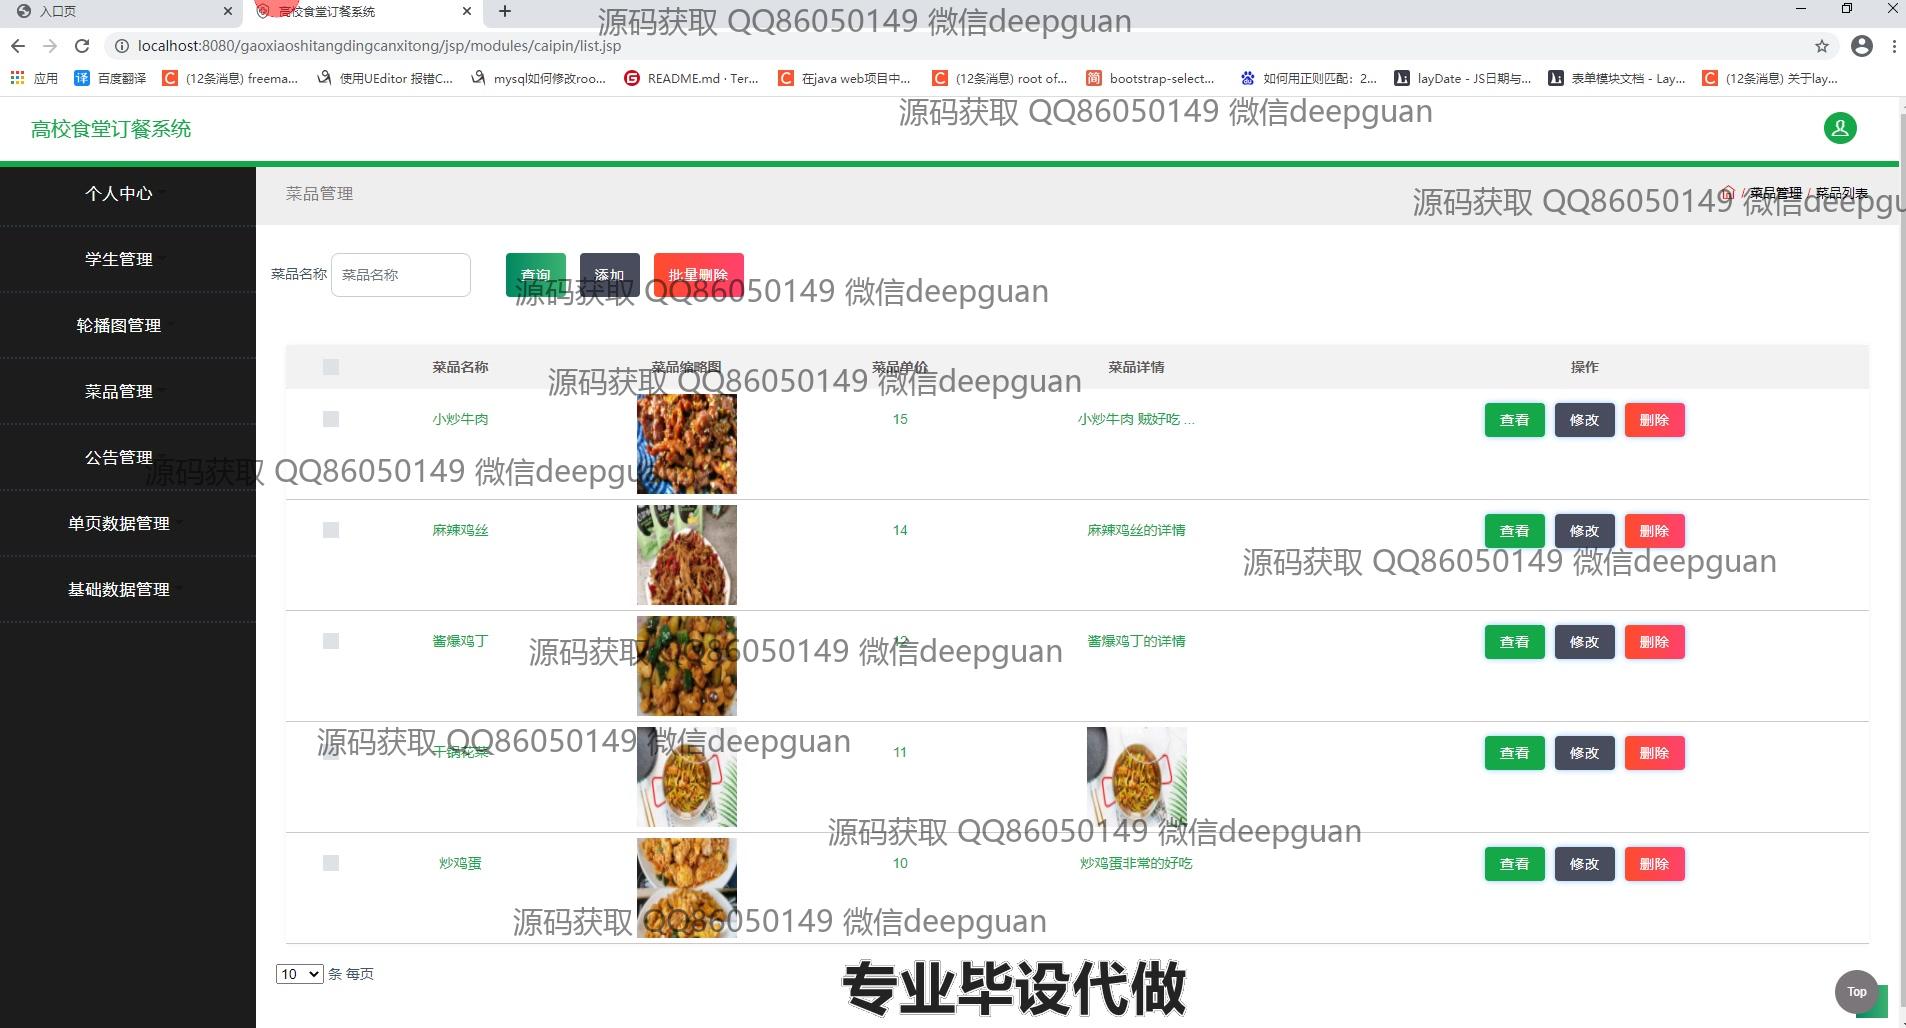 入口页
高校食堂订餐系统
源码获取 QQ86050149 微信deepguan
localhost:8080/gaoxiaoshitangdingcanxitong/jsp/modules/caipin/list.jsp
应用
百度翻译
(12条消息) freema...
使用UEditor 报错C...
mysql如何修改roo...
README.md · Ter...
在java web项目中...
(12条消息) root of...
bootstrap-select...
如何用正则匹配：2...
layDate - JS日期与...
表单模块文档 - Lay...
(12条消息) 关于lay...
源码获取 QQ86050149 微信deepguan
高校食堂订餐系统
个人中心
学生管理
轮播图管理
菜品管理
公告管理
单页数据管理
基础数据管理
菜品管理
/ 菜品管理 / 菜品列表
源码获取 QQ86050149 微信deepgu
菜品名称 菜品名称 查询 添加 批量删除
源码获取 QQ86050149 微信deepguan
菜品名称 菜品缩略图 菜品单价 菜品详情 操作
源码获取 QQ86050149 微信deepguan
小炒牛肉 15 小炒牛肉 贼好吃 ... 查看 修改 删除
源码获取 QQ86050149 微信deepguan
麻辣鸡丝 14 麻辣鸡丝的详情 查看 修改 删除
源码获取 QQ86050149 微信deepguan
酱爆鸡丁 12 酱爆鸡丁的详情 查看 修改 删除
源码获取 QQ86050149 微信deepguan
干锅花菜 11 查看 修改 删除
源码获取 QQ86050149 微信deepguan
源码获取 QQ86050149 微信deepguan
炒鸡蛋 10 炒鸡蛋非常的好吃 查看 修改 删除
源码获取 QQ86050149 微信deepguan
10 条 每页
专业毕设代做
Top